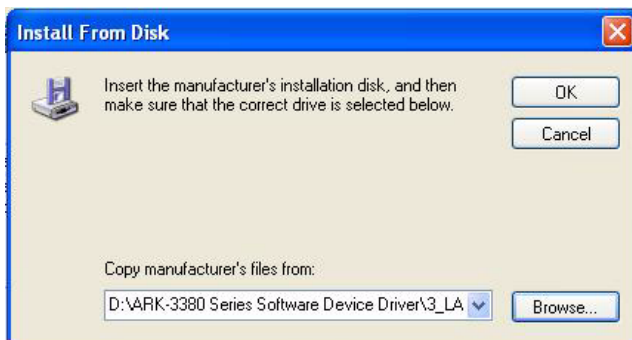 Install From Disk
Insert the manufacturer's installation disk, and then
make sure that the correct drive is selected below.
OK
Cancel
Copy manufacturer's files from:
D:\ARK-3380 Series Software Device Driver\3_LA
Browse...